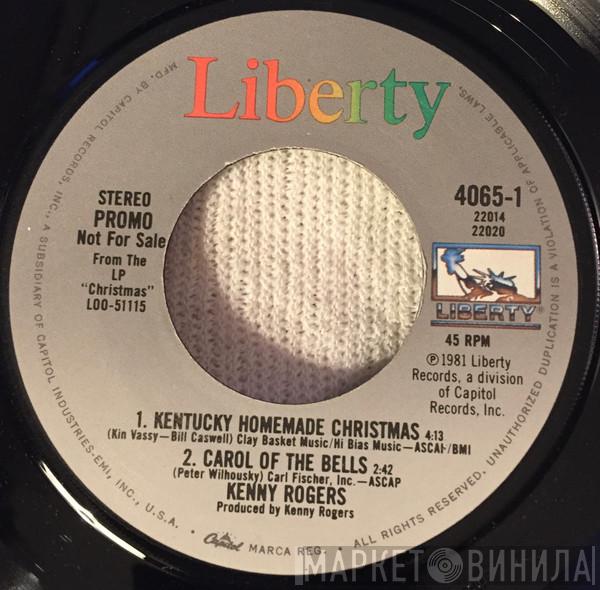 Liberty
STEREO
PROMO
Not For Sale
From The
LP
"Christmas"
LOO-51115
4065-1
22014
22020
LIBERTY®
45 RPM
℗1981 Liberty
Records, a division
of Capitol
Records, Inc.
1. KENTUCKY HOMEMADE CHRISTMAS 4:13
(Kin Vassy—Bill Caswell) Clay Basket Music/Hi Bias Music—ASCAP/BMI
2. CAROL OF THE BELLS 2:42
(Peter Wilhousky) Carl Fischer, Inc.—ASCAP
KENNY ROGERS
Produced by Kenny Rogers
MFD. BY CAPITOL RECORDS, INC., A SUBSIDIARY OF CAPITOL INDUSTRIES-EMI, INC., U.S.A. • Capitol MARCA REG. • ALL RIGHTS RESERVED. UNAUTHORIZED DUPLICATION IS A VIOLATION OF APPLICABLE LAWS.
МАРКЕТ ВИНИЛА